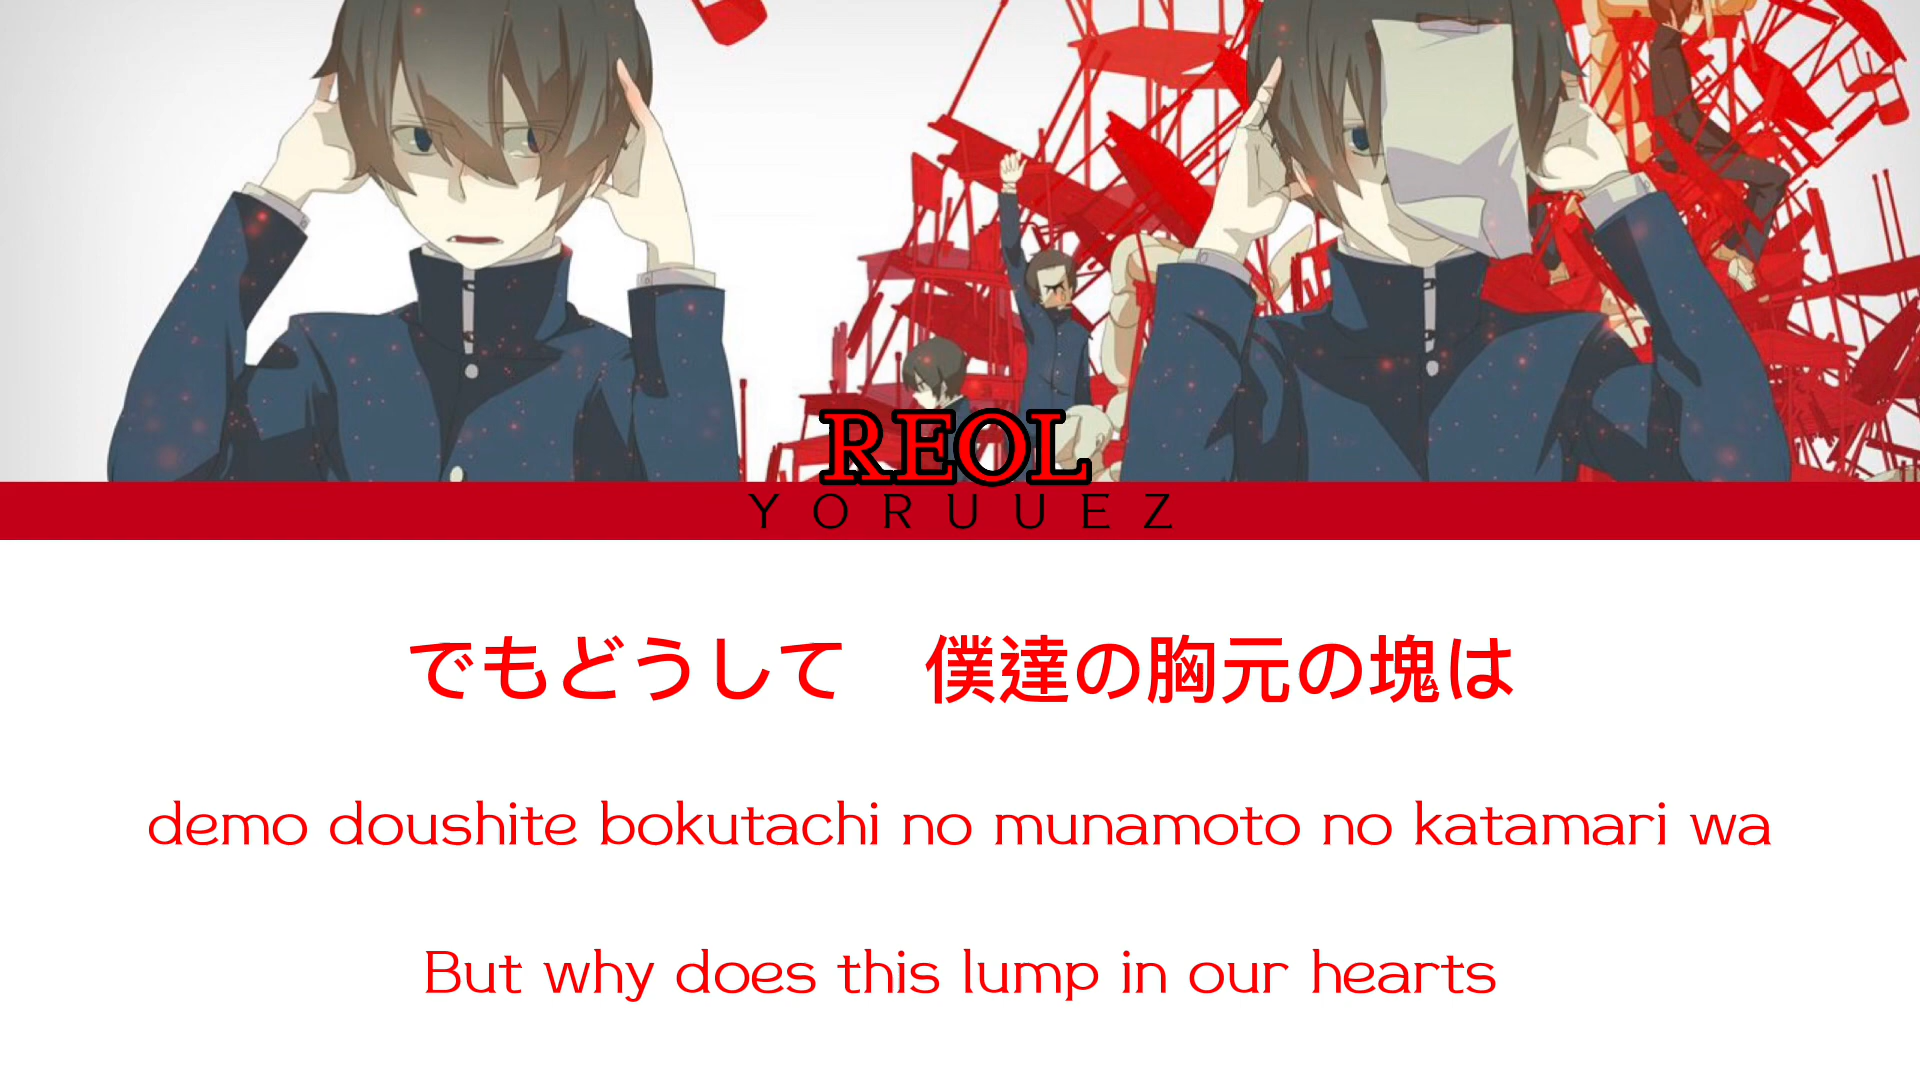 REOL
YORUUEZ
でもどうして　僕達の胸元の塊は
demo doushite bokutachi no munamoto no katamari wa
But why does this lump in our hearts